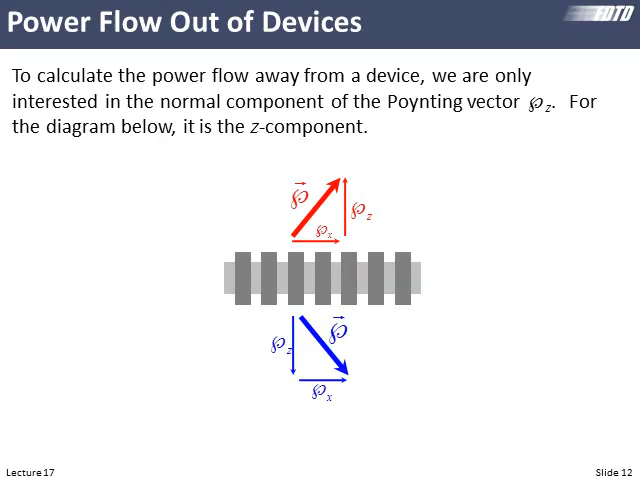 Power Flow Out of Devices
FDTD
To calculate the power flow away from a device, we are only
interested in the normal component of the Poynting vector ℘z. For
the diagram below, it is the z-component.
℘⃗
℘z
℘x
℘z
℘⃗
℘x
Lecture 17
Slide 12